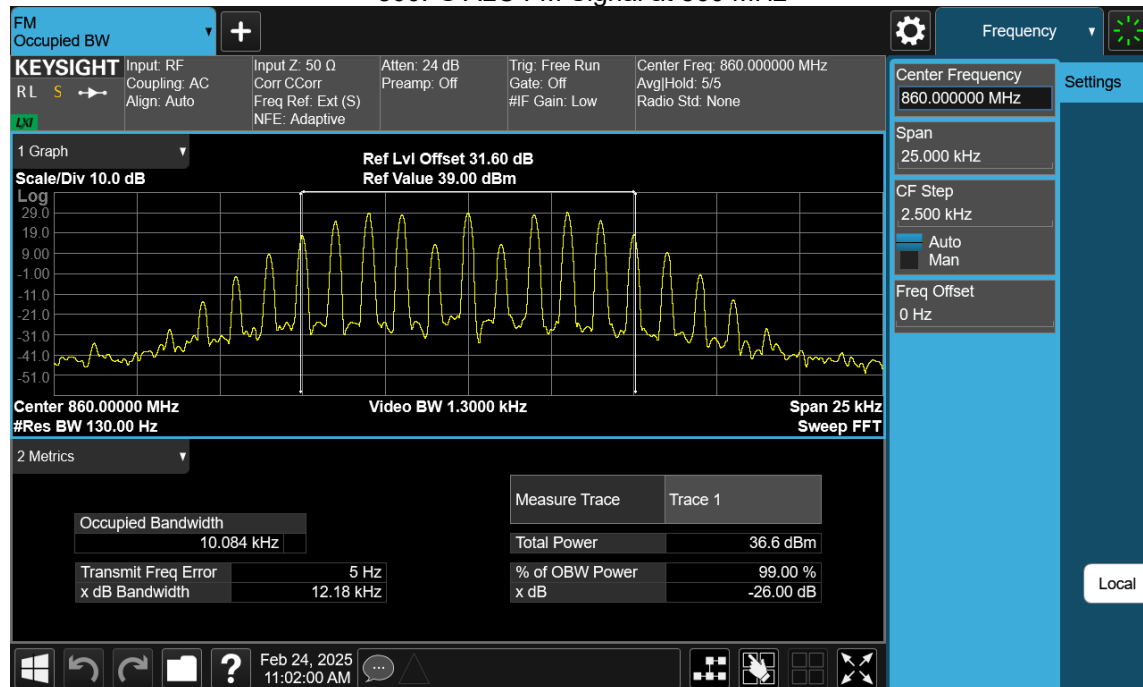 FM
Occupied BW
Frequency
KEYSIGHT
Input: RF
Coupling: AC
Align: Auto
Input Z: 50 Ω
Corr CCorr
Freq Ref: Ext (S)
NFE: Adaptive
Atten: 24 dB
Preamp: Off
Trig: Free Run
Gate: Off
#IF Gain: Low
Center Freq: 860.000000 MHz
Avg|Hold: 5/5
Radio Std: None
RL S
LXI
Center Frequency
860.000000 MHz
Settings
Span
25.000 kHz
CF Step
2.500 kHz
Auto
Man
Freq Offset
0 Hz
Local
1 Graph
Scale/Div 10.0 dB
Ref Lvl Offset 31.60 dB
Ref Value 39.00 dBm
Log
29.0
19.0
9.00
-1.00
-11.0
-21.0
-31.0
-41.0
-51.0
Center 860.00000 MHz
#Res BW 130.00 Hz
Video BW 1.3000 kHz
Span 25 kHz
Sweep FFT
2 Metrics
Measure Trace Trace 1
Occupied Bandwidth
10.084 kHz
Total Power 36.6 dBm
Transmit Freq Error 5 Hz
% of OBW Power 99.00 %
x dB Bandwidth 12.18 kHz
x dB -26.00 dB
?
Feb 24, 2025
11:02:00 AM